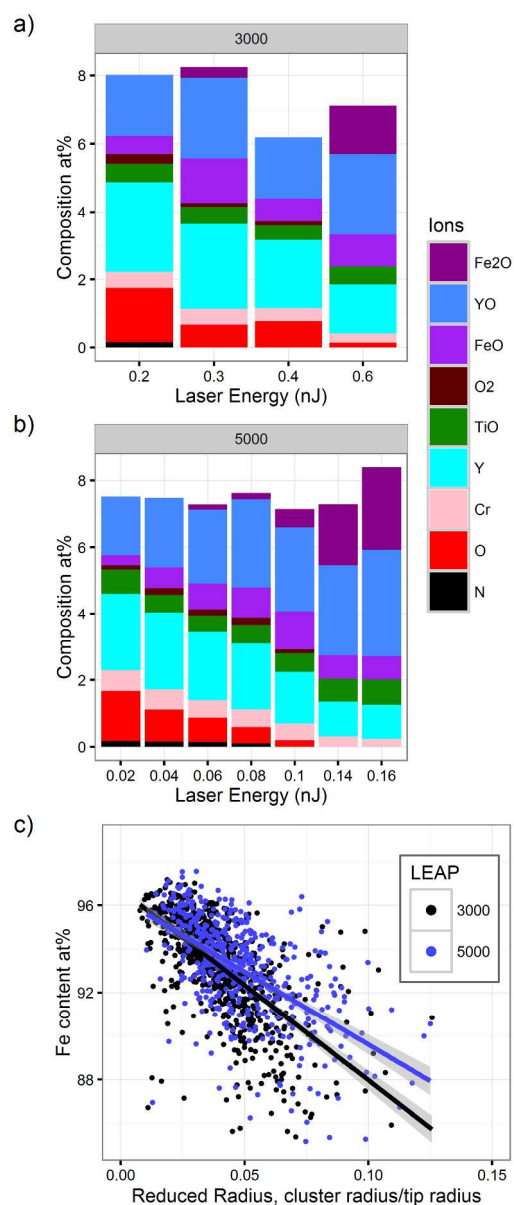 a)
3000
Composition at%
8
6
4
2
0
0.2 0.3 0.4 0.6
Laser Energy (nJ)
b)
5000
Composition at%
8
6
4
2
0
0.02 0.04 0.06 0.08 0.1 0.14 0.16
Laser Energy (nJ)
Ions
Fe2O
YO
FeO
O2
TiO
Y
Cr
O
N
c)
Fe content at%
96
92
88
LEAP
3000
5000
0.00 0.05 0.10 0.15
Reduced Radius, cluster radius/tip radius